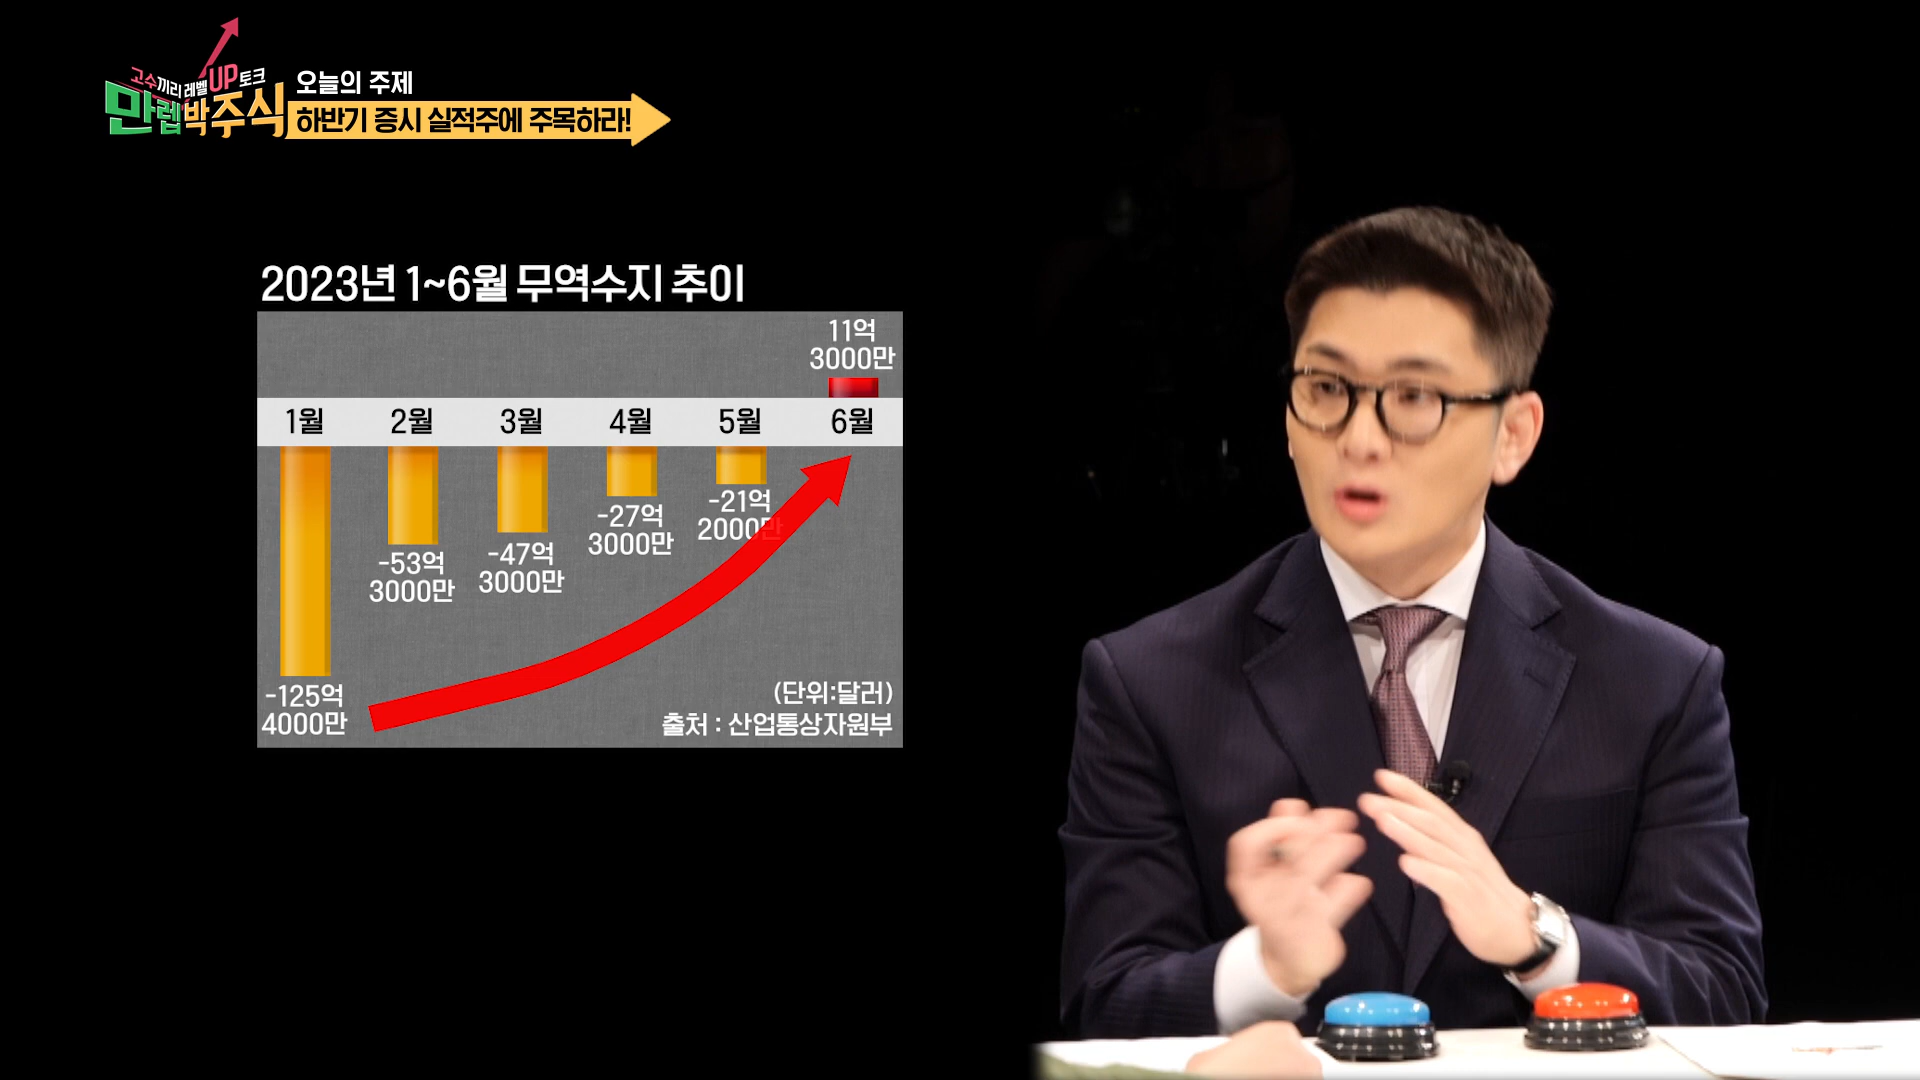 고수끼리 레벨UP토크
만렙박주식
오늘의 주제
하반기 증시 실적주에 주목하라!
2023년 1~6월 무역수지 추이
11억
3000만
1월 2월 3월 4월 5월 6월
-125억
4000만
-53억
3000만
-47억
3000만
-27억
3000만
-21억
2000만
(단위:달러)
출처 : 산업통상자원부